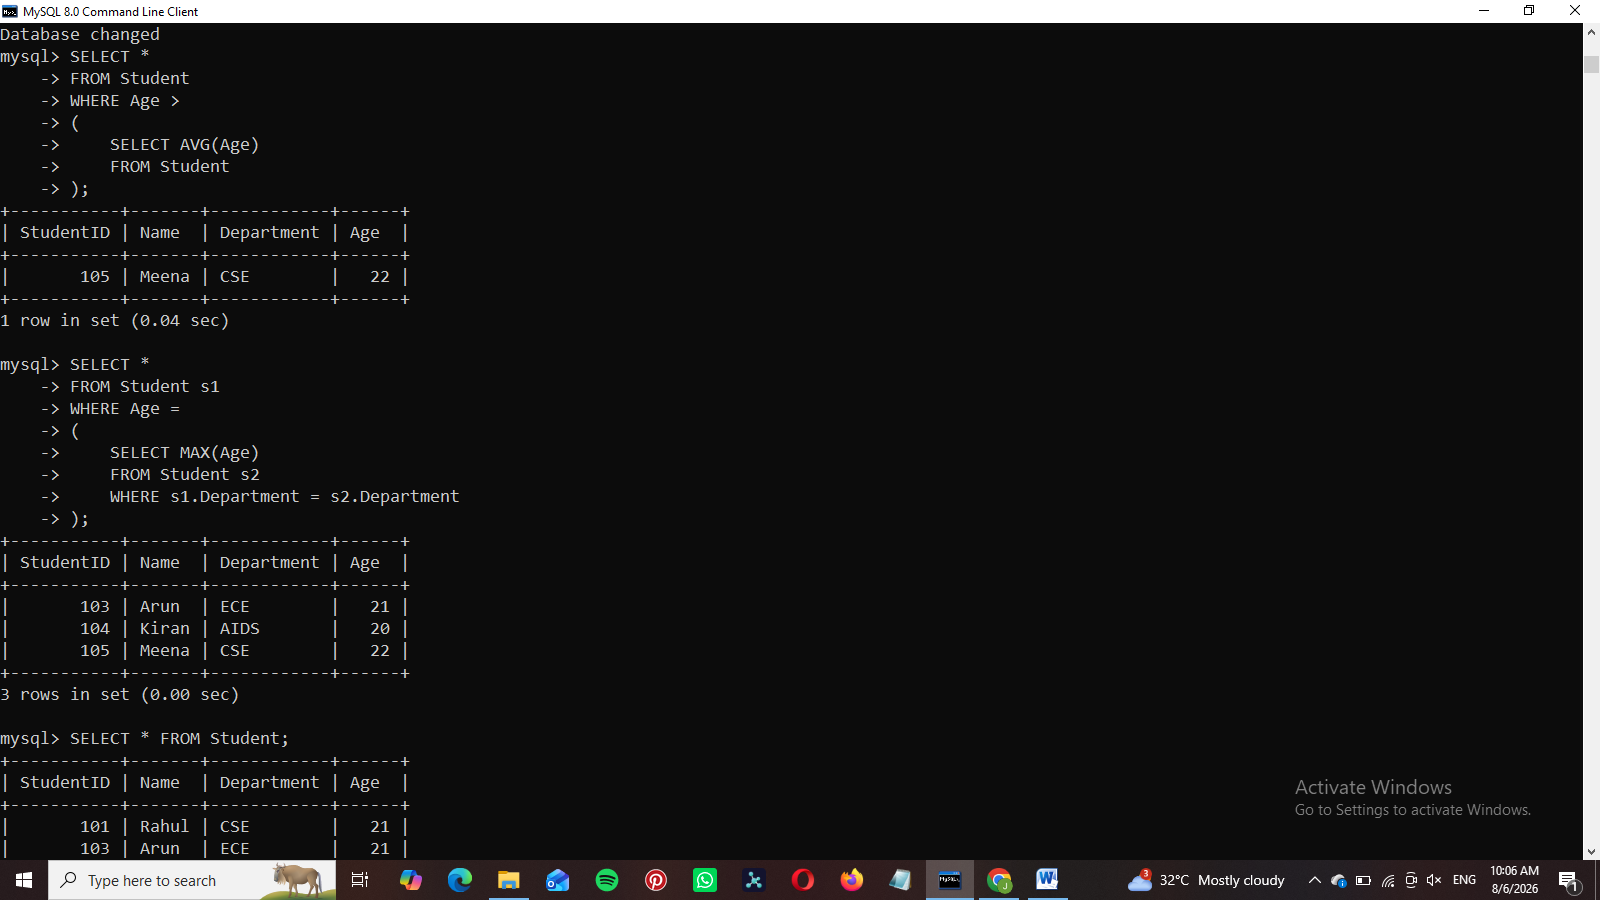 MySQL 8.0 Command Line Client
Database changed
mysql> SELECT *
    -> FROM Student
    -> WHERE Age >
    -> (
    ->     SELECT AVG(Age)
    ->     FROM Student
    -> );
+-----------+-------+------------+------+
| StudentID | Name  | Department | Age  |
+-----------+-------+------------+------+
|       105 | Meena | CSE        |   22 |
+-----------+-------+------------+------+
1 row in set (0.04 sec)

mysql> SELECT *
    -> FROM Student s1
    -> WHERE Age =
    -> (
    ->     SELECT MAX(Age)
    ->     FROM Student s2
    ->     WHERE s1.Department = s2.Department
    -> );
+-----------+-------+------------+------+
| StudentID | Name  | Department | Age  |
+-----------+-------+------------+------+
|       103 | Arun  | ECE        |   21 |
|       104 | Kiran | AIDS       |   20 |
|       105 | Meena | CSE        |   22 |
+-----------+-------+------------+------+
3 rows in set (0.00 sec)

mysql> SELECT * FROM Student;
+-----------+-------+------------+------+
| StudentID | Name  | Department | Age  |
+-----------+-------+------------+------+
|       101 | Rahul | CSE        |   21 |
|       103 | Arun  | ECE        |   21 |
Activate Windows
Go to Settings to activate Windows.
Type here to search
MySQL
3
32°C Mostly cloudy
ENG
10:06 AM
8/6/2026
1